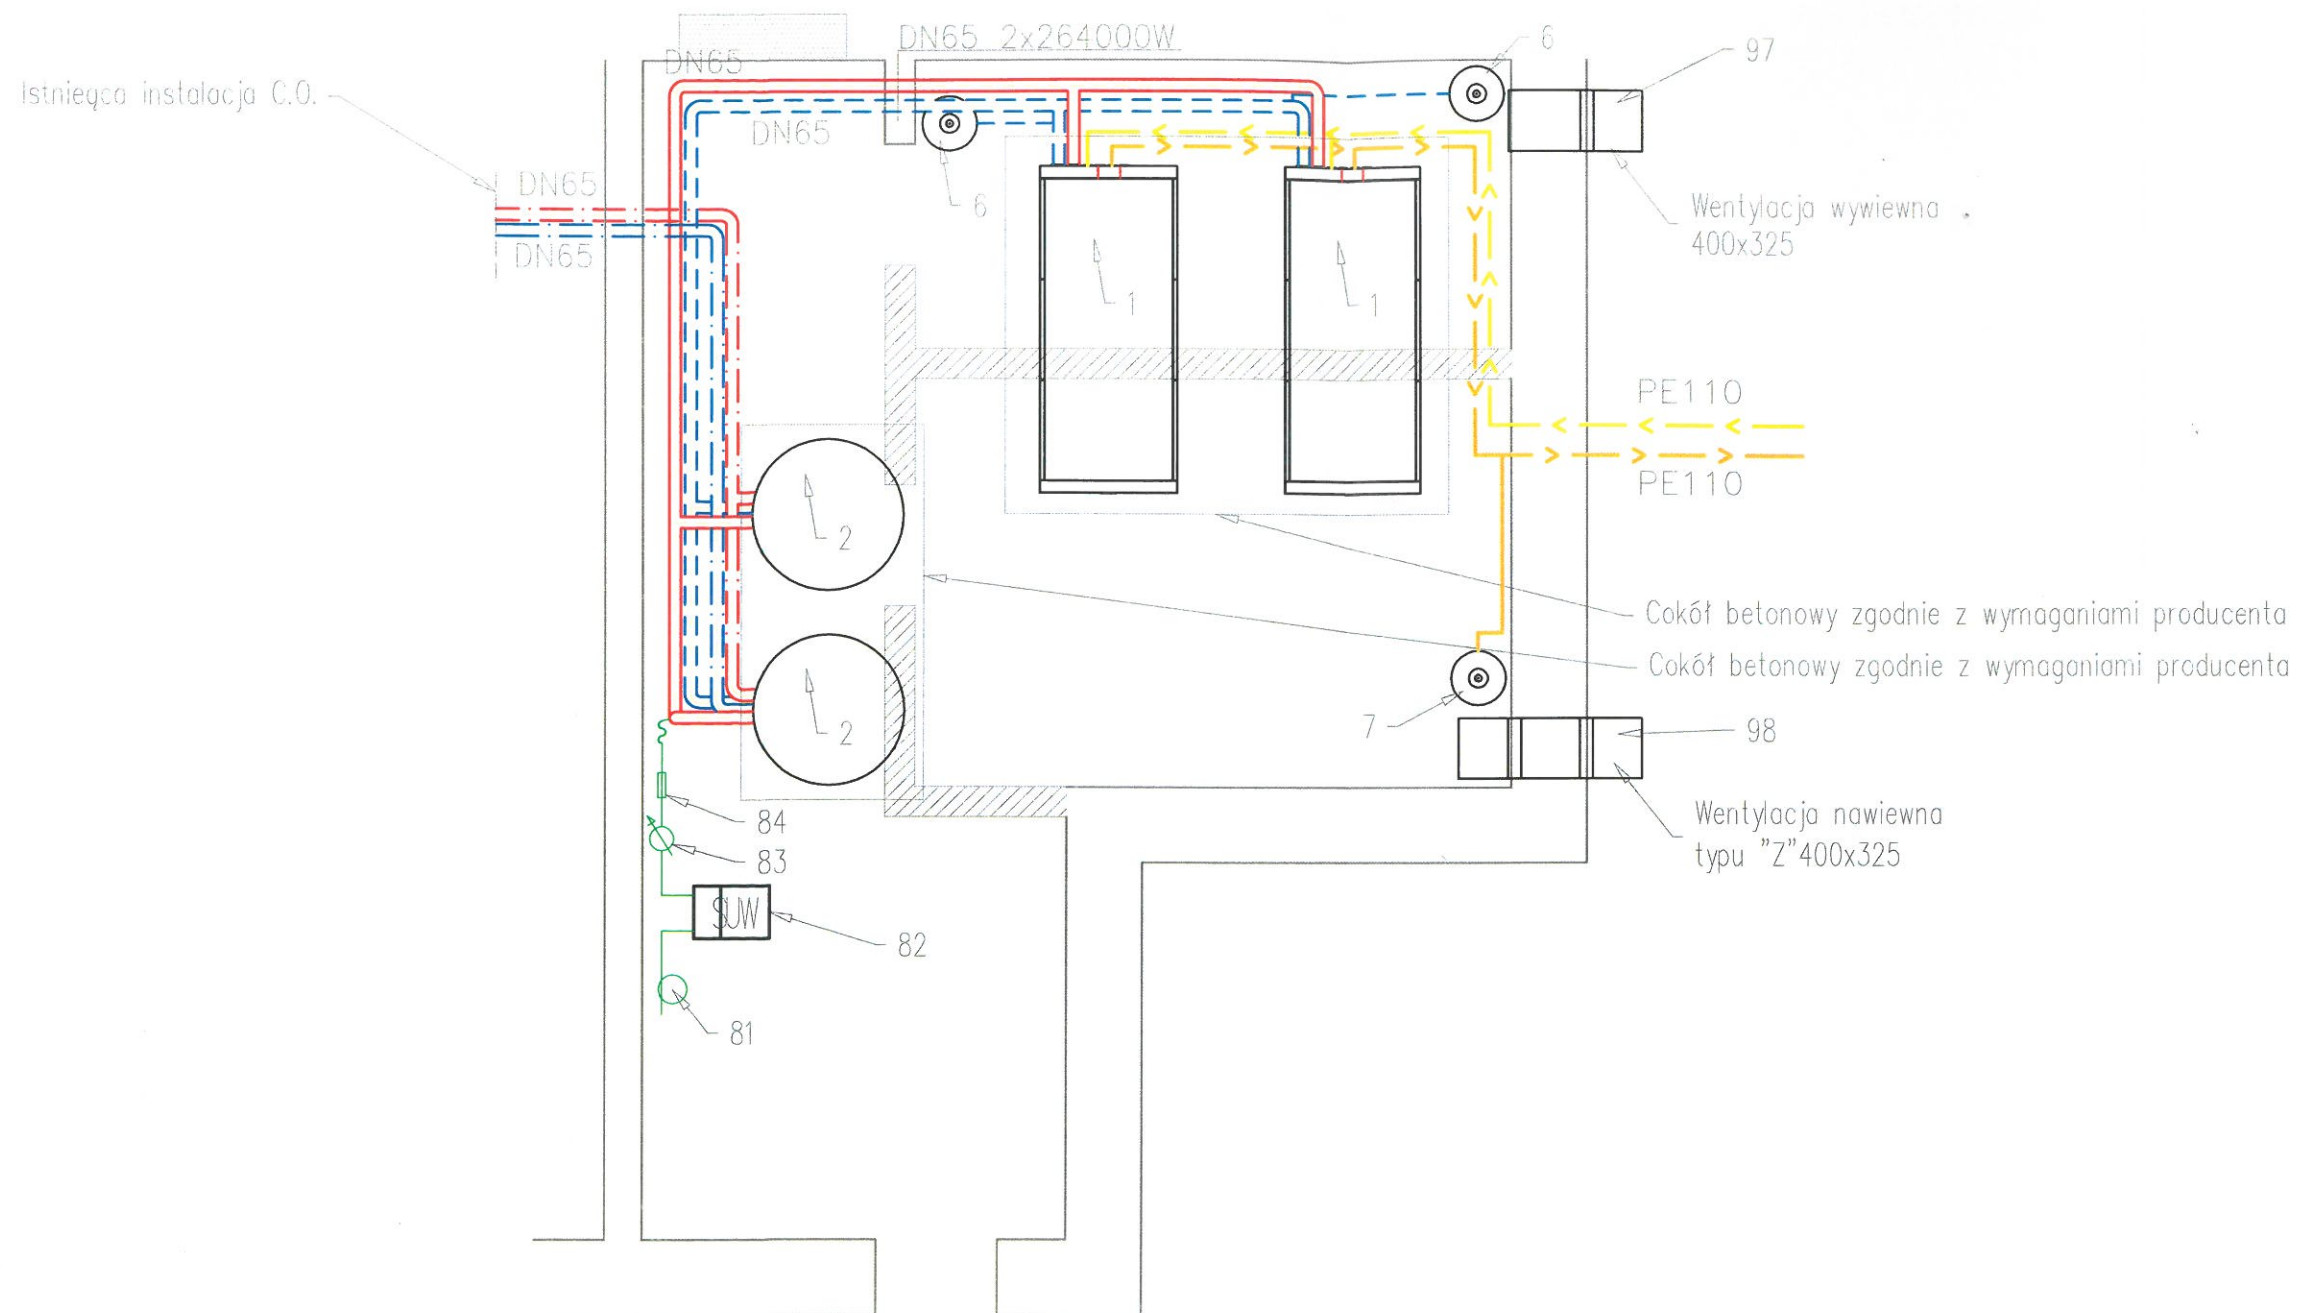 DN65 2x264000W
DN65
6
97
Istnieęca instalacja C.O.
DN65
DN65
6
DN65
Wentylacja wywiewna
400x325
1
1
PE110
PE110
2
Cokół betonowy zgodnie z wymaganiami producenta
Cokół betonowy zgodnie z wymaganiami producenta
2
7
98
84
83
Wentylacja nawiewna
typu "Z"400x325
SUW
82
81